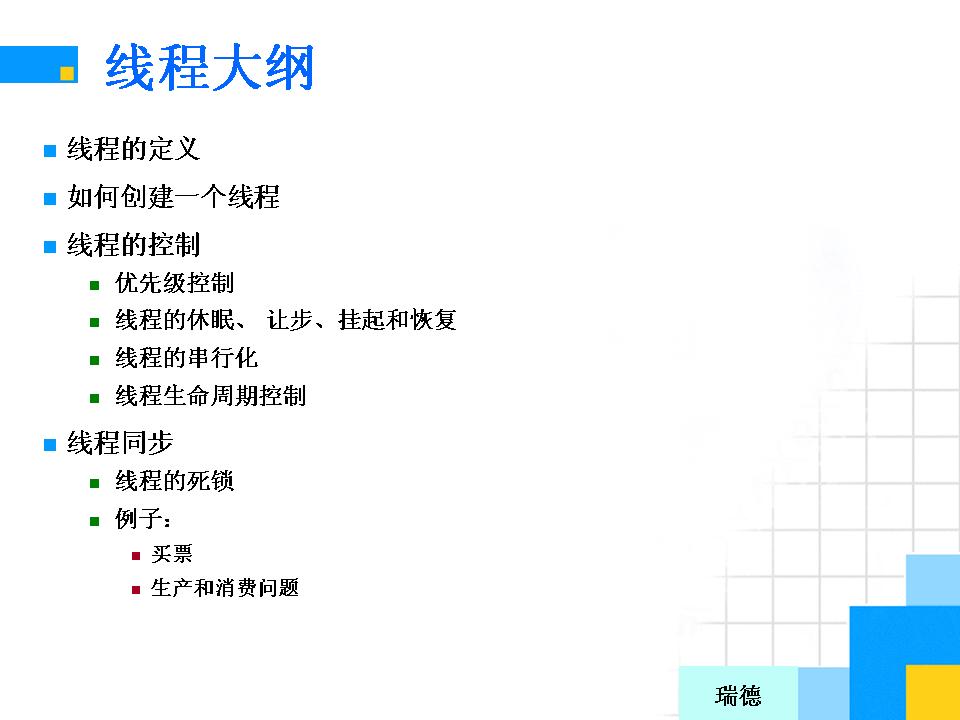 线程大纲
线程的定义
如何创建一个线程
线程的控制
优先级控制
线程的休眠、 让步、挂起和恢复
线程的串行化
线程生命周期控制
线程同步
线程的死锁
例子：
买票
生产和消费问题
瑞德